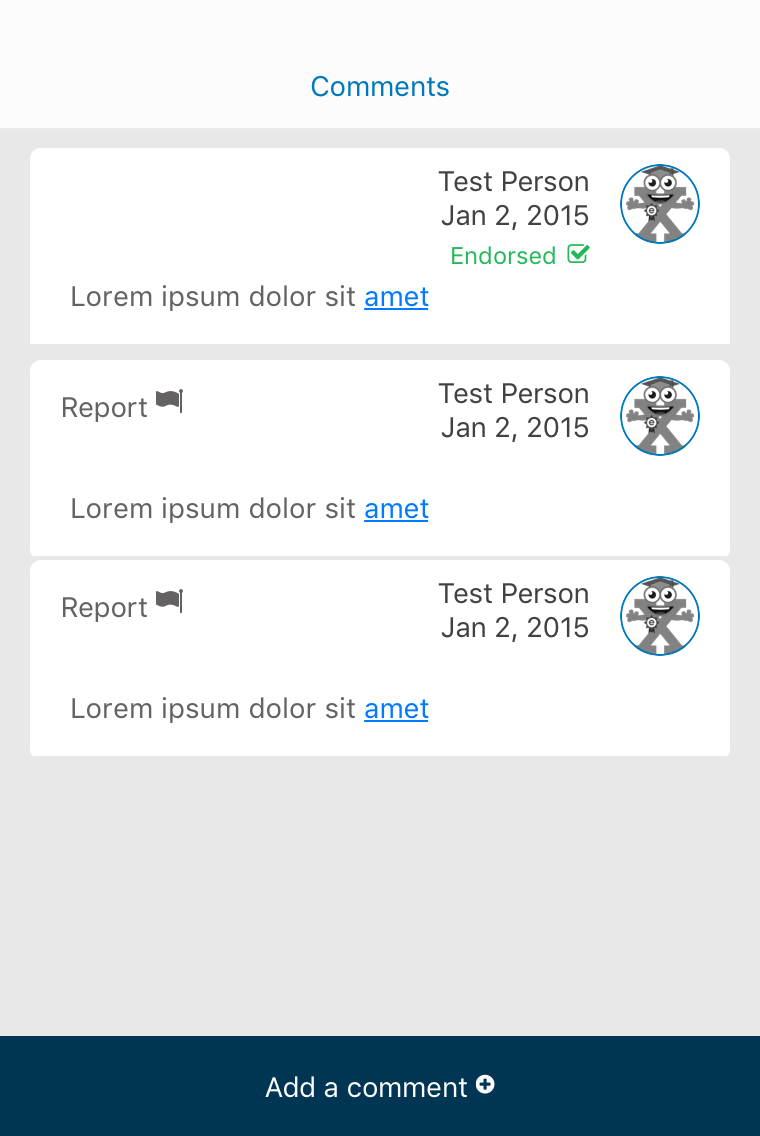 Comments
Test Person
Jan 2, 2015
Endorsed
Lorem ipsum dolor sit amet
Report
Test Person
Jan 2, 2015
Lorem ipsum dolor sit amet
Report
Test Person
Jan 2, 2015
Lorem ipsum dolor sit amet
Add a comment